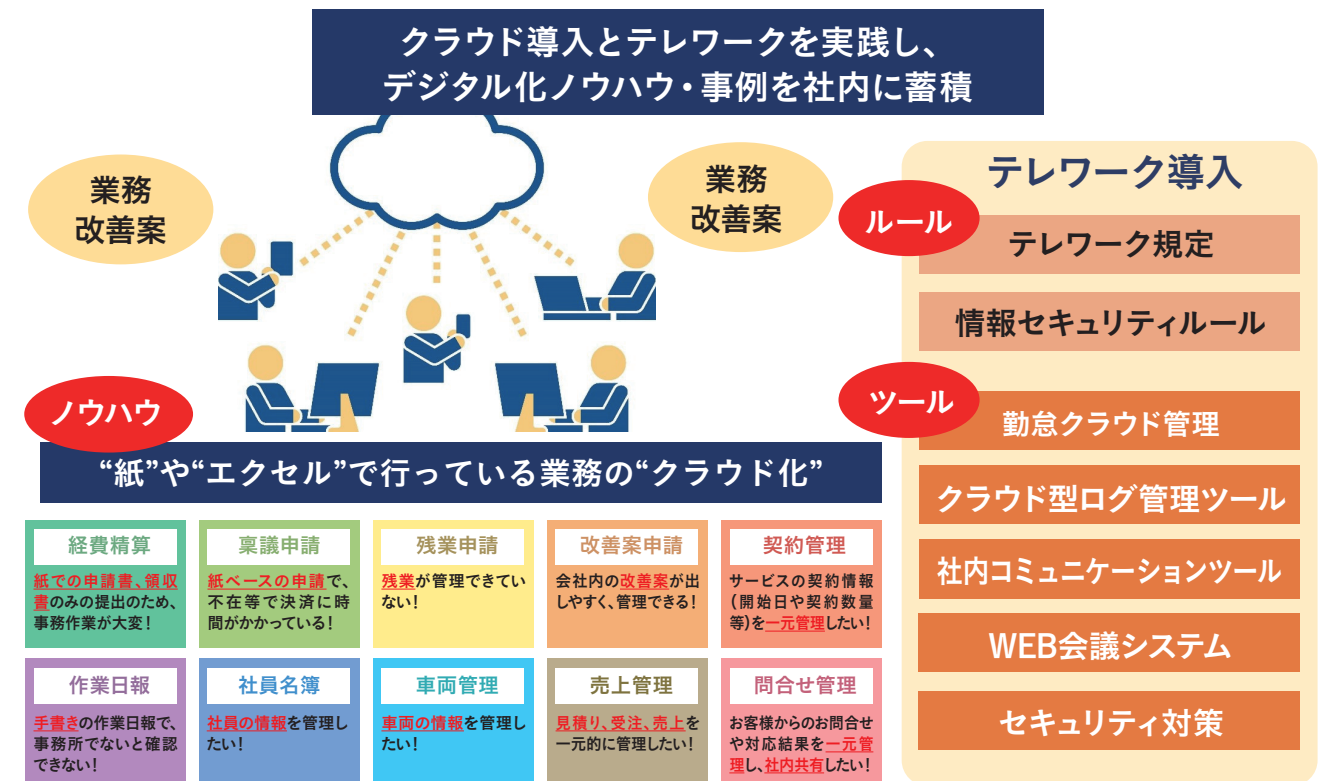 クラウド導入とテレワークを実践し、
デジタル化ノウハウ・事例を社内に蓄積
業務
改善案
業務
改善案
ノウハウ
“紙”や“エクセル”で行っている業務の“クラウド化”
経費精算
紙での申請書、領収
書のみの提出のため、
事務作業が大変！
稟議申請
紙ベースの申請で、
不在等で決済に時
間がかかっている！
残業申請
残業が管理できてい
ない！
改善案申請
会社内の改善案が出
しやすく、管理できる！
契約管理
サービスの契約情報
（開始日や契約数量
等）を一元管理したい！
作業日報
手書きの作業日報で、
事務所でないと確認
できない！
社員名簿
社員の情報を管理し
たい！
車両管理
車両の情報を管理し
たい！
売上管理
見積り、受注、売上を
一元的に管理したい！
問合せ管理
お客様からのお問合せ
や対応結果を一元管
理し、社内共有したい！
テレワーク導入
ルール
テレワーク規定
情報セキュリティルール
ツール
勤怠クラウド管理
クラウド型ログ管理ツール
社内コミュニケーションツール
WEB会議システム
セキュリティ対策